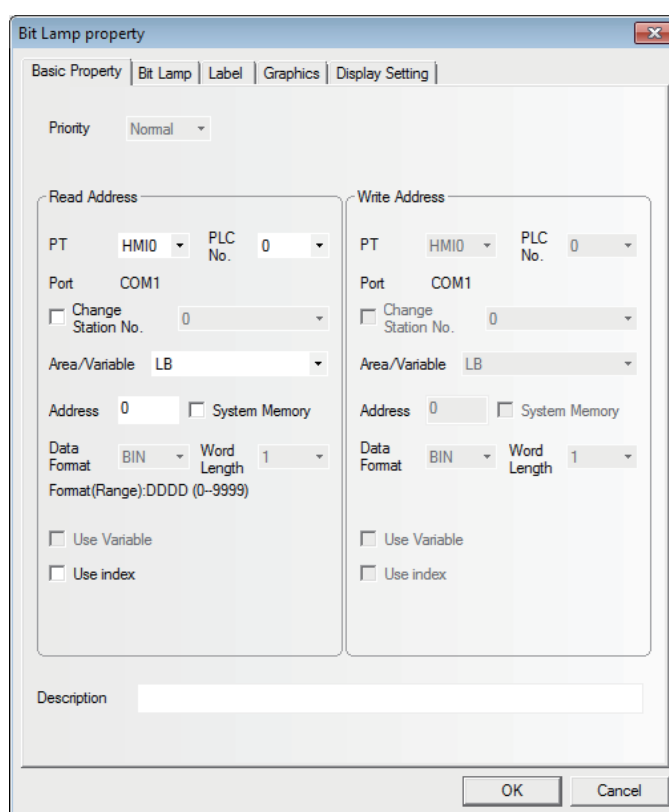 Bit Lamp property
Basic Property Bit Lamp Label Graphics Display Setting
Priority Normal
Read Address
PT HMI0 PLC No. 0
Port COM1
Change Station No. 0
Area/Variable LB
Address 0 System Memory
Data Format BIN Word Length 1
Format(Range):DDDD (0--9999)
Use Variable
Use index
Write Address
PT HMI0 PLC No. 0
Port COM1
Change Station No. 0
Area/Variable LB
Address 0 System Memory
Data Format BIN Word Length 1
Use Variable
Use index
Description
OK Cancel